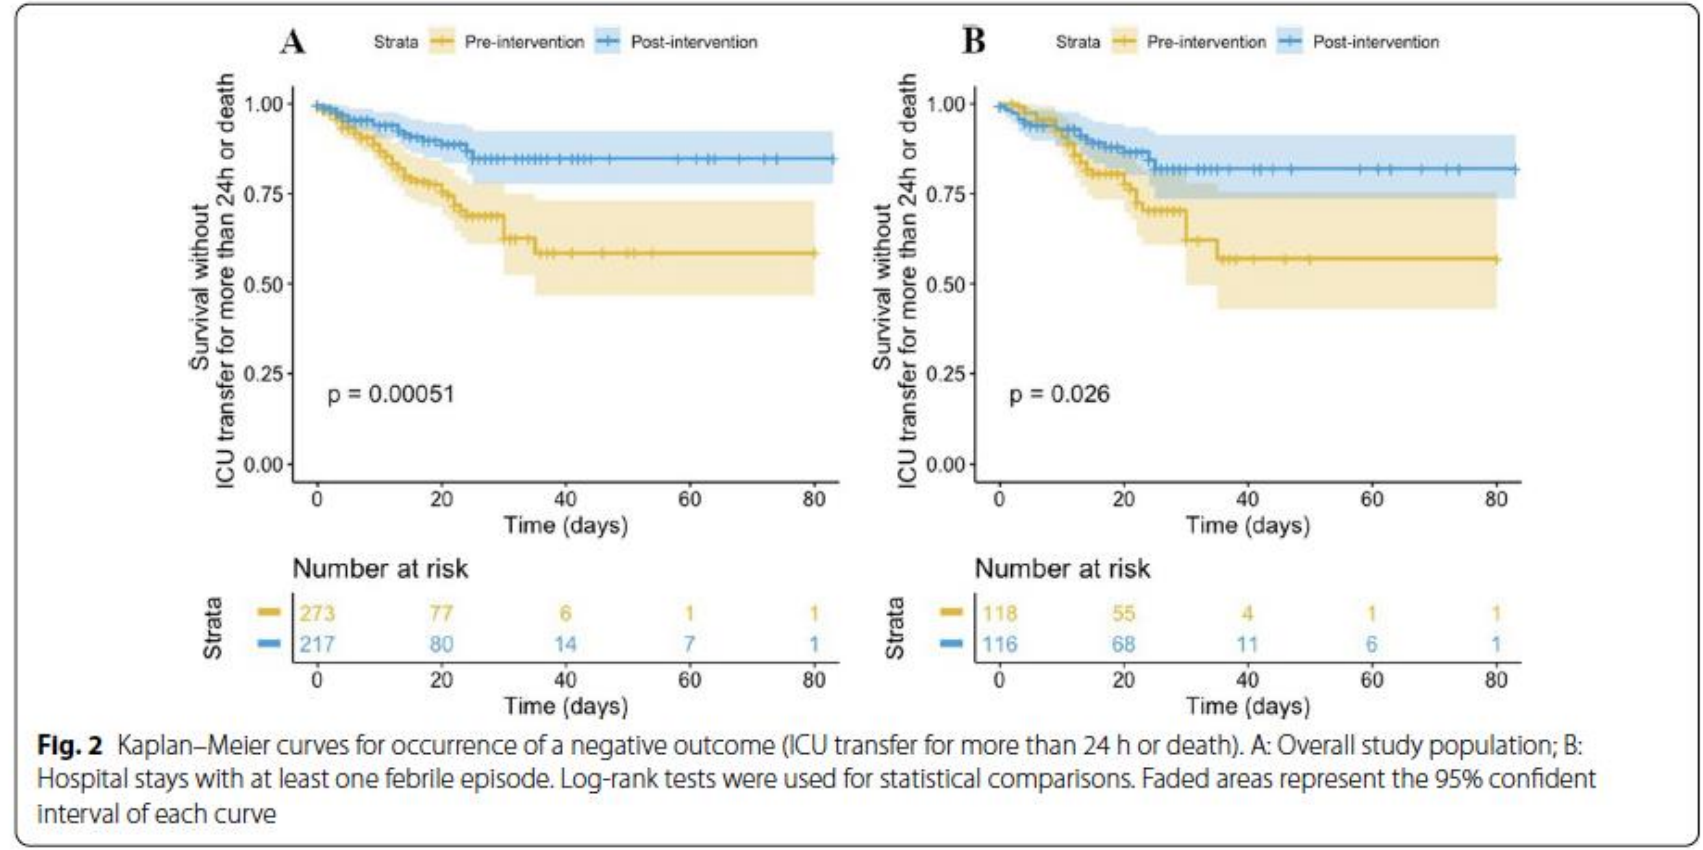 A
Strata Pre-intervention Post-intervention
Survival without
ICU transfer for more than 24h or death
1.00
0.75
0.50
0.25
0.00
p = 0.00051
0 20 40 60 80
Time (days)
Number at risk
Strata
273 77 6 1 1
217 80 14 7 1
0 20 40 60 80
Time (days)
B
Strata Pre-intervention Post-intervention
Survival without
ICU transfer for more than 24h or death
1.00
0.75
0.50
0.25
0.00
p = 0.026
0 20 40 60 80
Time (days)
Number at risk
Strata
118 55 4 1 1
116 68 11 6 1
0 20 40 60 80
Time (days)
Fig. 2 Kaplan–Meier curves for occurrence of a negative outcome (ICU transfer for more than 24 h or death). A: Overall study population; B:
Hospital stays with at least one febrile episode. Log-rank tests were used for statistical comparisons. Faded areas represent the 95% confident
interval of each curve